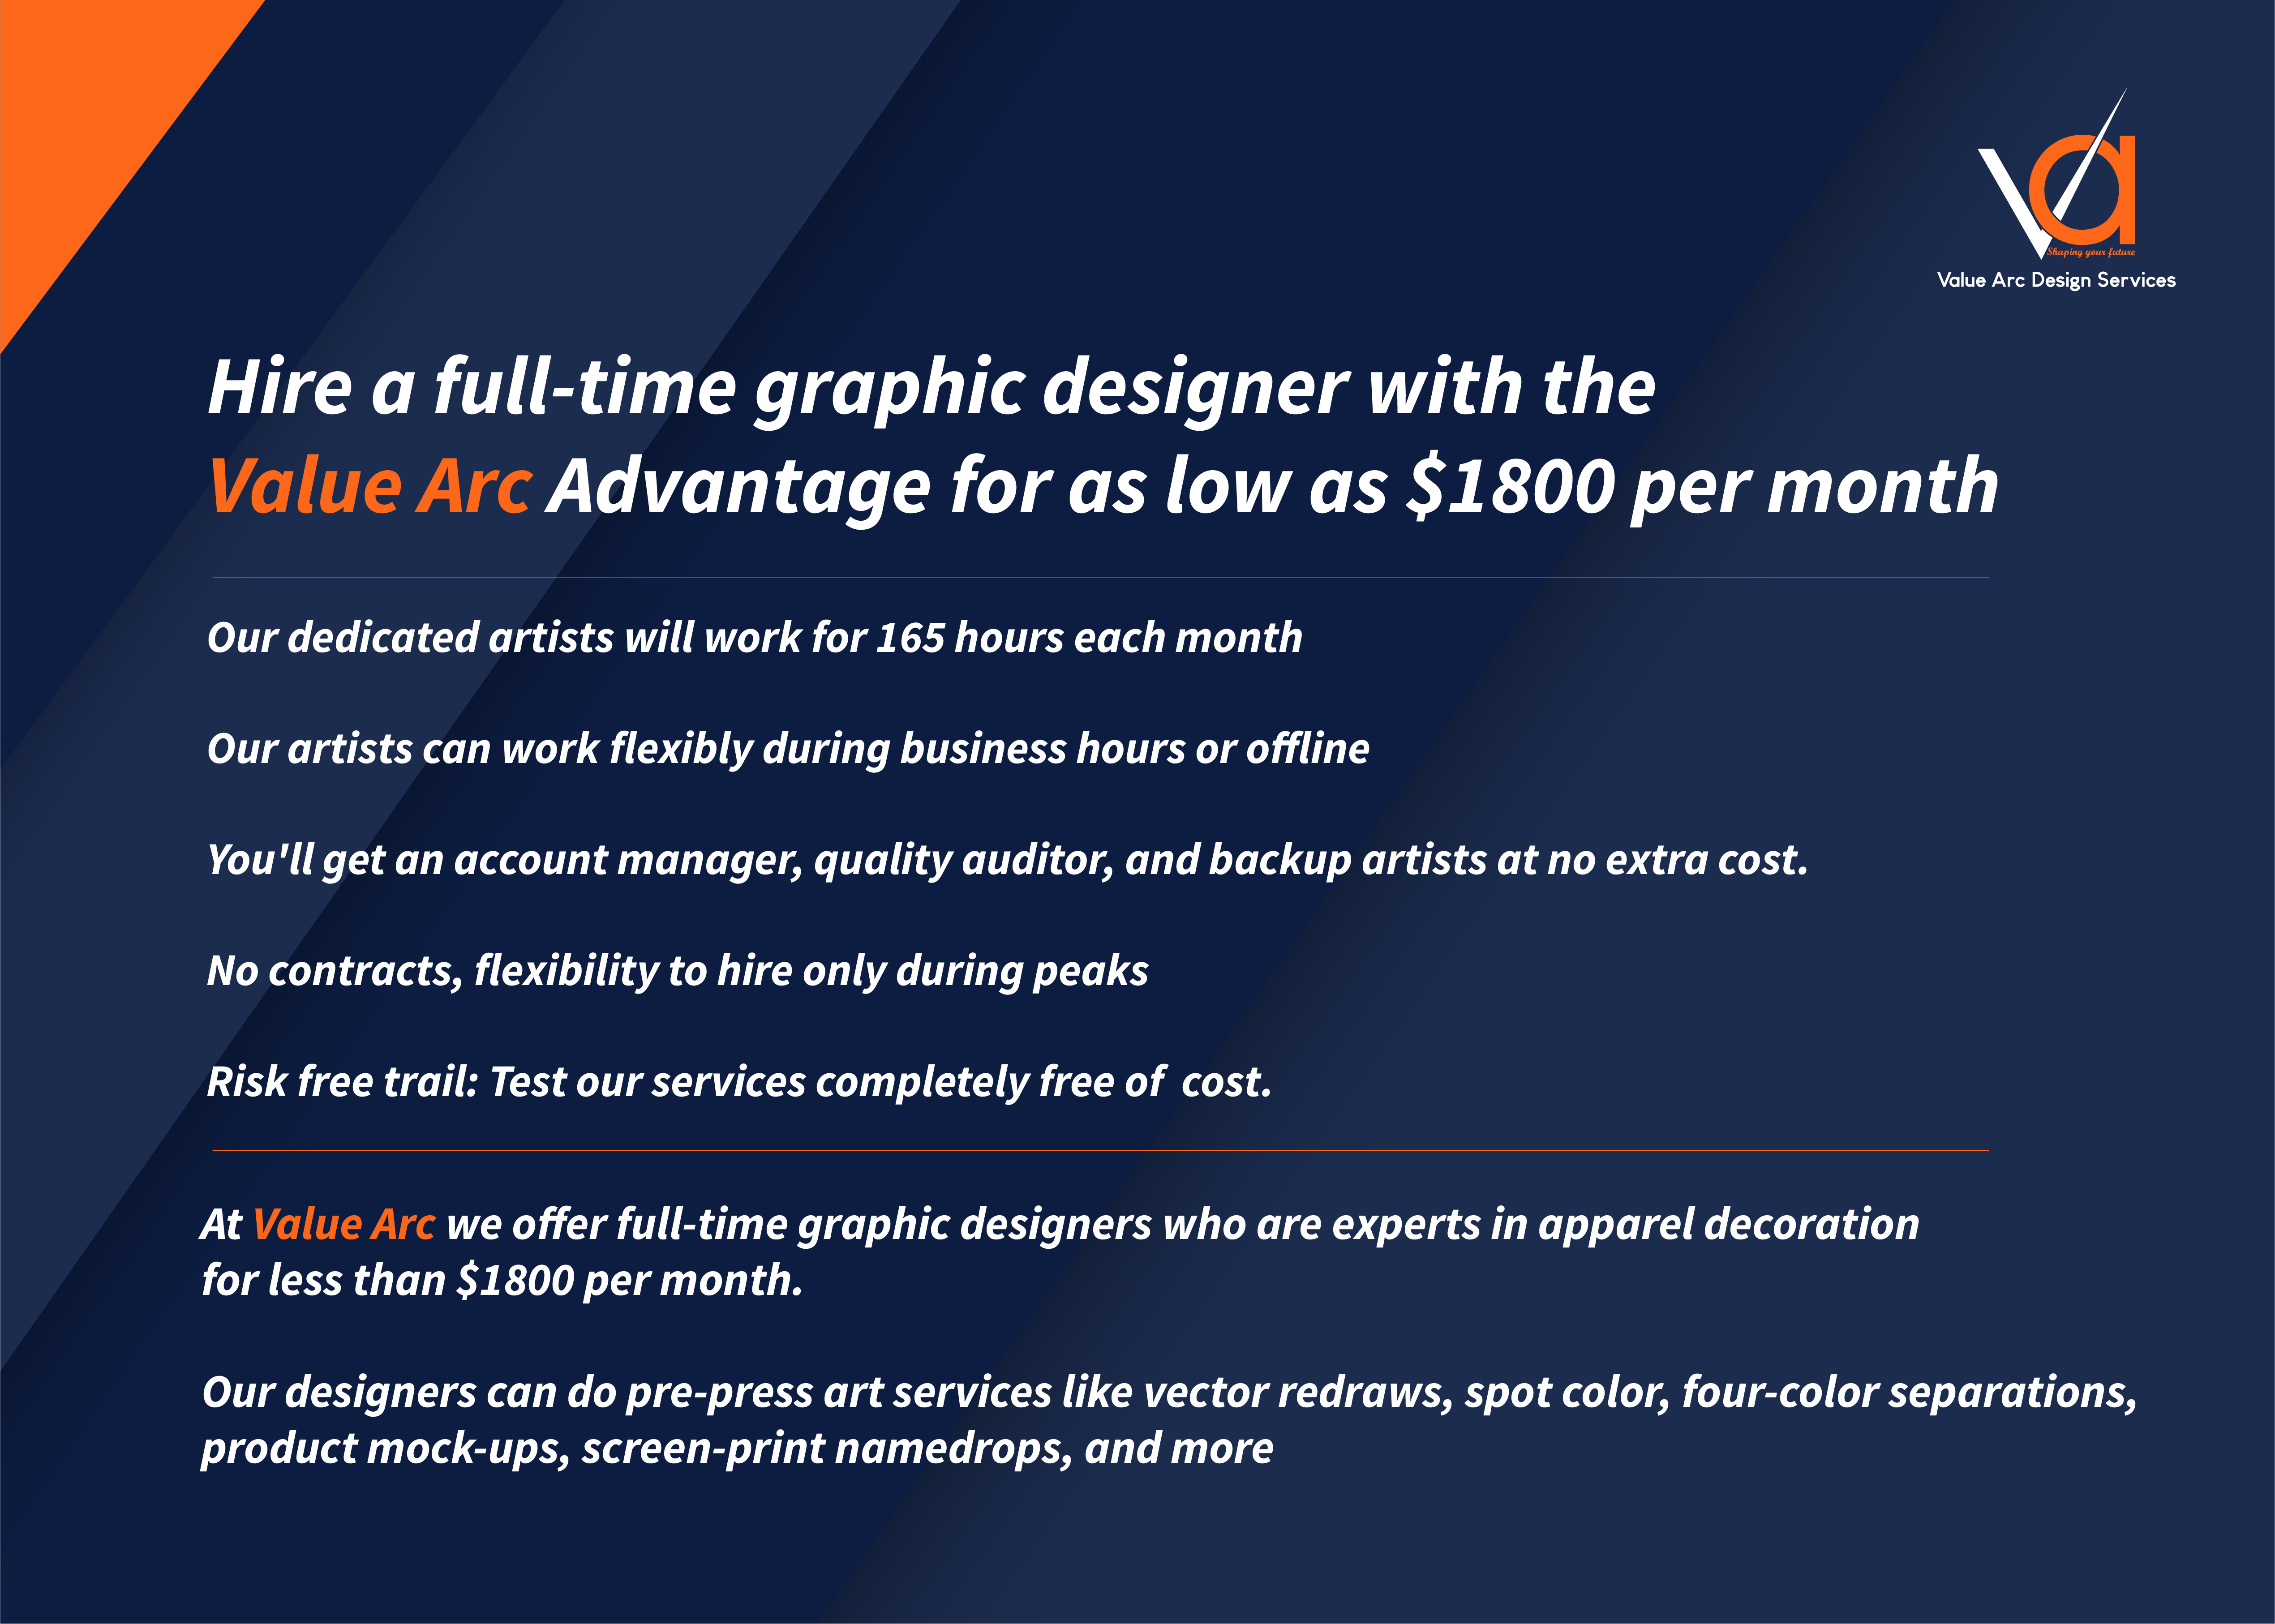 va
Shaping your future
Value Arc Design Services
Hire a full-time graphic designer with the
Value Arc Advantage for as low as $1800 per month
Our dedicated artists will work for 165 hours each month
Our artists can work flexibly during business hours or offline
You'll get an account manager, quality auditor, and backup artists at no extra cost.
No contracts, flexibility to hire only during peaks
Risk free trail: Test our services completely free of cost.
At Value Arc we offer full-time graphic designers who are experts in apparel decoration
for less than $1800 per month.
Our designers can do pre-press art services like vector redraws, spot color, four-color separations,
product mock-ups, screen-print namedrops, and more